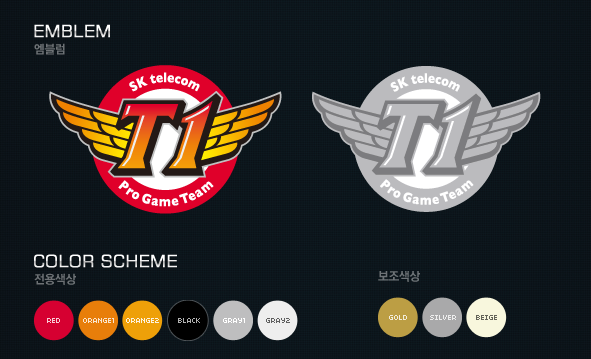 EMBLEM
엠블럼
SK telecom
T1
Pro Game Team
SK telecom
T1
Pro Game Team
COLOR SCHEME
전용색상
보조색상
RED
ORANGE1
ORANGE2
BLACK
GRAY1
GRAY2
GOLD
SILVER
BEIGE